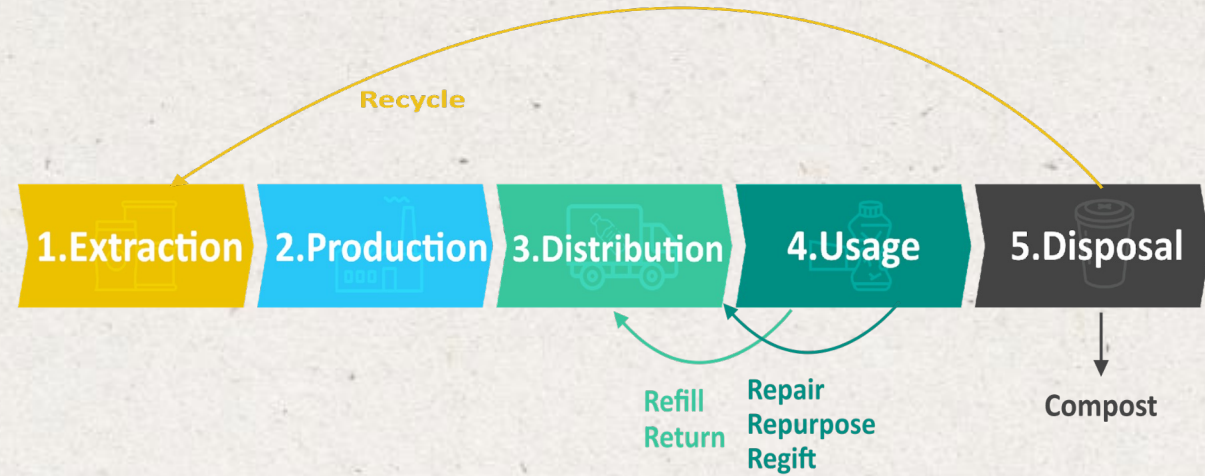 Recycle
1.Extraction
2.Production
3.Distribution
4.Usage
5.Disposal
Refill
Return
Repair
Repurpose
Regift
Compost